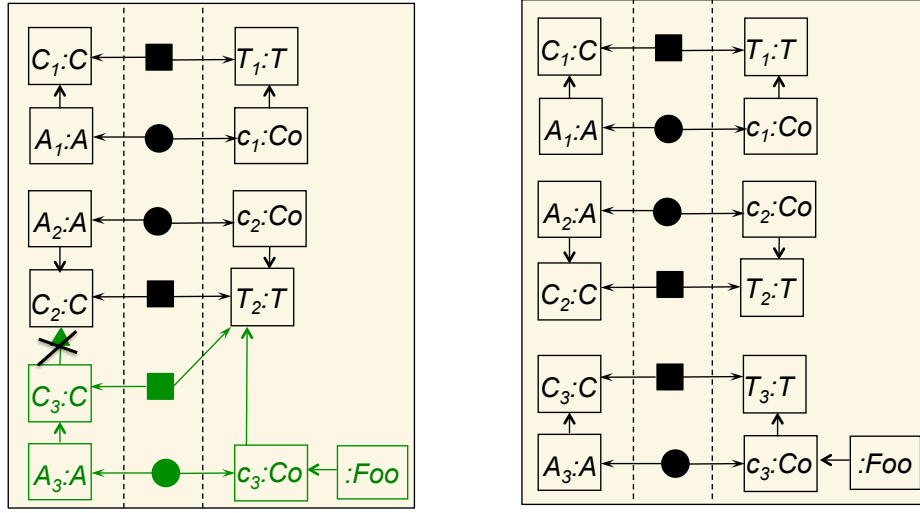 C₁:C T₁:T
A₁:A c₁:Co
A₂:A c₂:Co
C₂:C T₂:T
C₃:C
A₃:A c₃:Co :Foo
C₁:C T₁:T
A₁:A c₁:Co
A₂:A c₂:Co
C₂:C T₂:T
C₃:C T₃:T
A₃:A c₃:Co :Foo